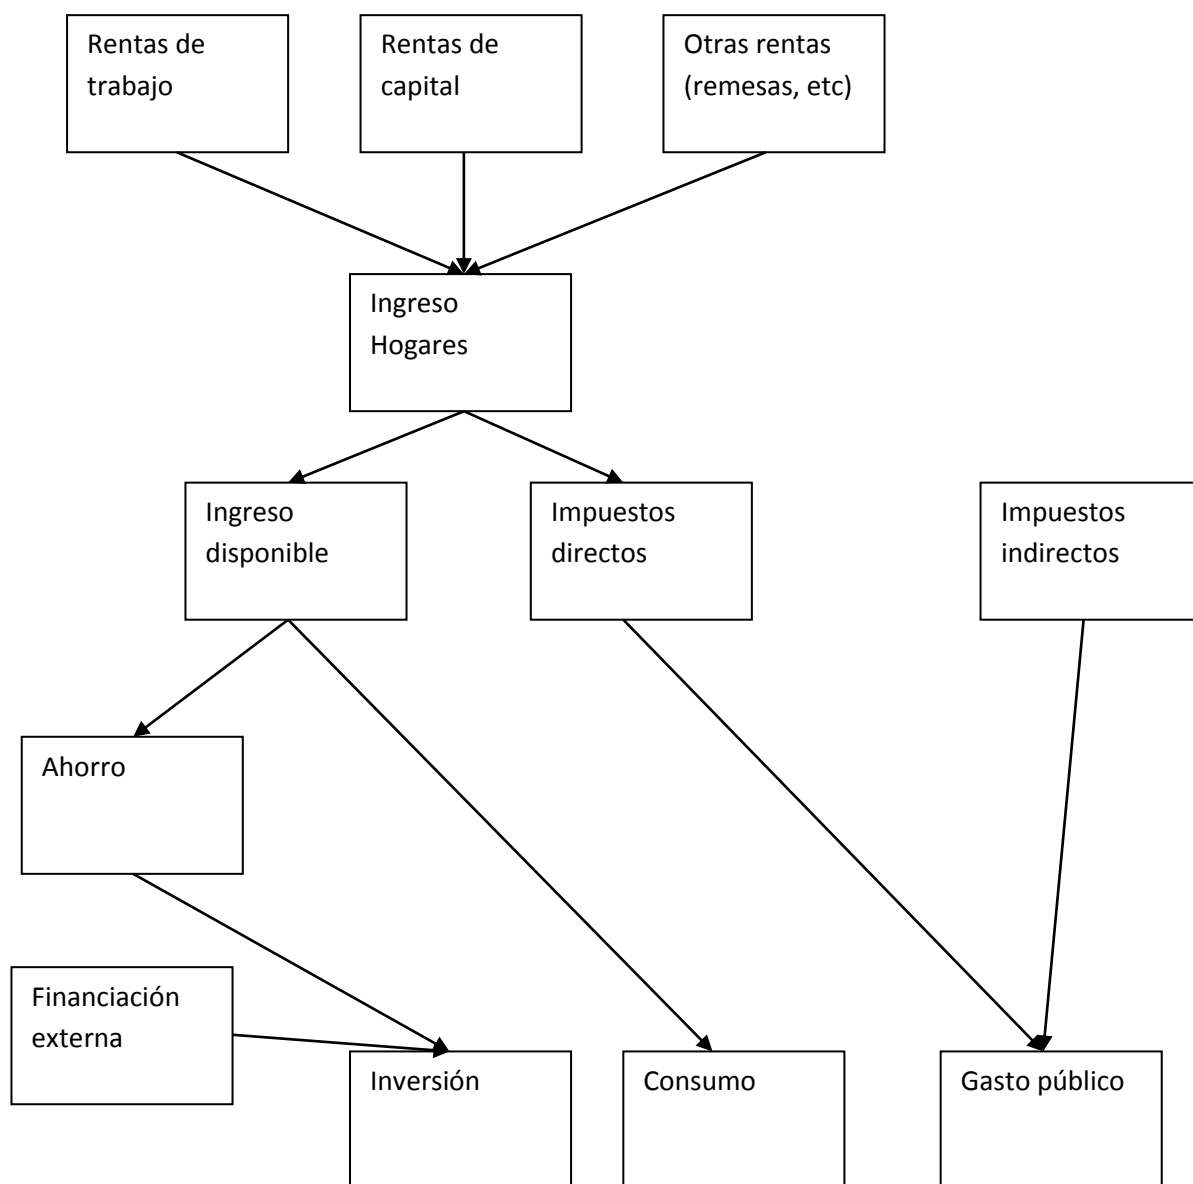 Rentas de
trabajo
Rentas de
capital
Otras rentas
(remesas, etc)
Ingreso
Hogares
Ingreso
disponible
Impuestos
directos
Impuestos
indirectos
Ahorro
Financiación
externa
Inversión
Consumo
Gasto público